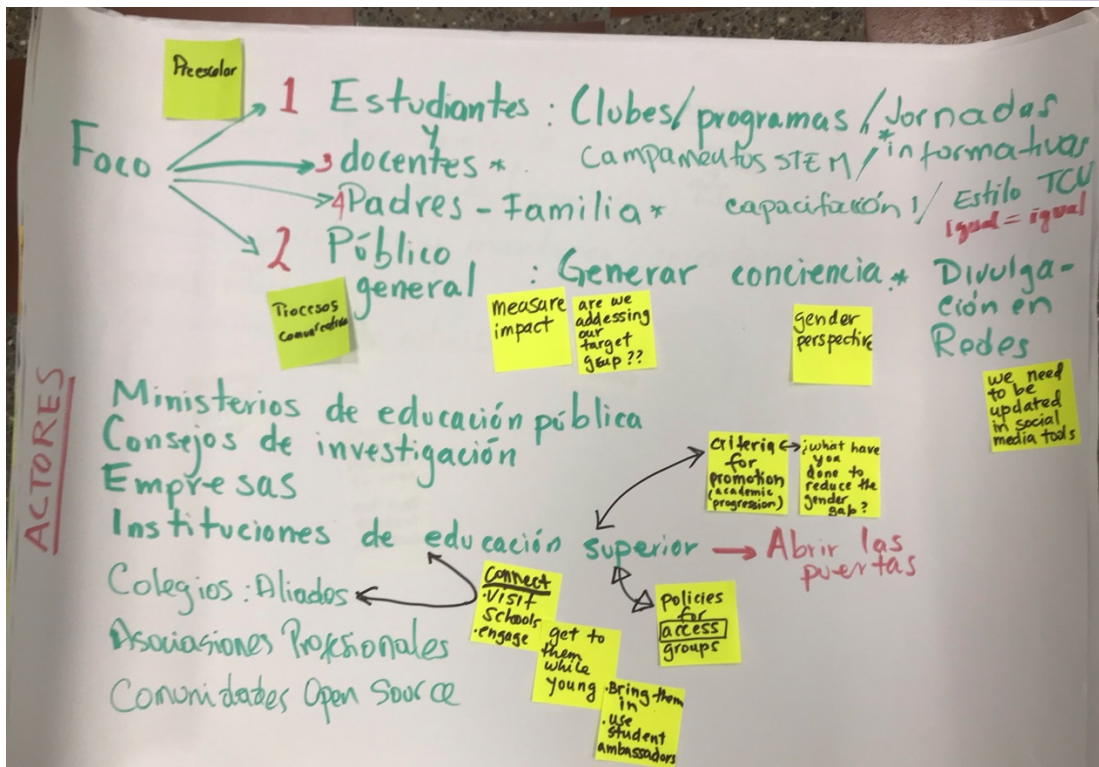 Preescolar
Foco
1 Estudiantes : Clubes/programas/Jornadas
y
3 docentes * Campamentos STEM/ * informativas
4 Padres - Familia * capacitación 1/ Estilo TCU
igual = igual
2 Público
general : Generar conciencia * Divulga-
ción en
Redes
Procesos
measure
impact
are we
addessing
our
target
group ??
gender
perspective
we need
to be
updated
in social
media tools
ACTORES
Ministerios de educación pública
Consejos de investigación
Empresas
Instituciones de educación superior → Abrir las
puertas
criteria ↔
for
promotion
(academic
progression)
¿what have
you
done to
reduce the
gender
gap?
Colegios : Aliados
Asociasiones Profesionales
Comunidades Open Source
Connect
·visit
schools
·engage
get to
them
while
young
·Bring them
in
·use
student
ambassadors
policies
for
access
groups